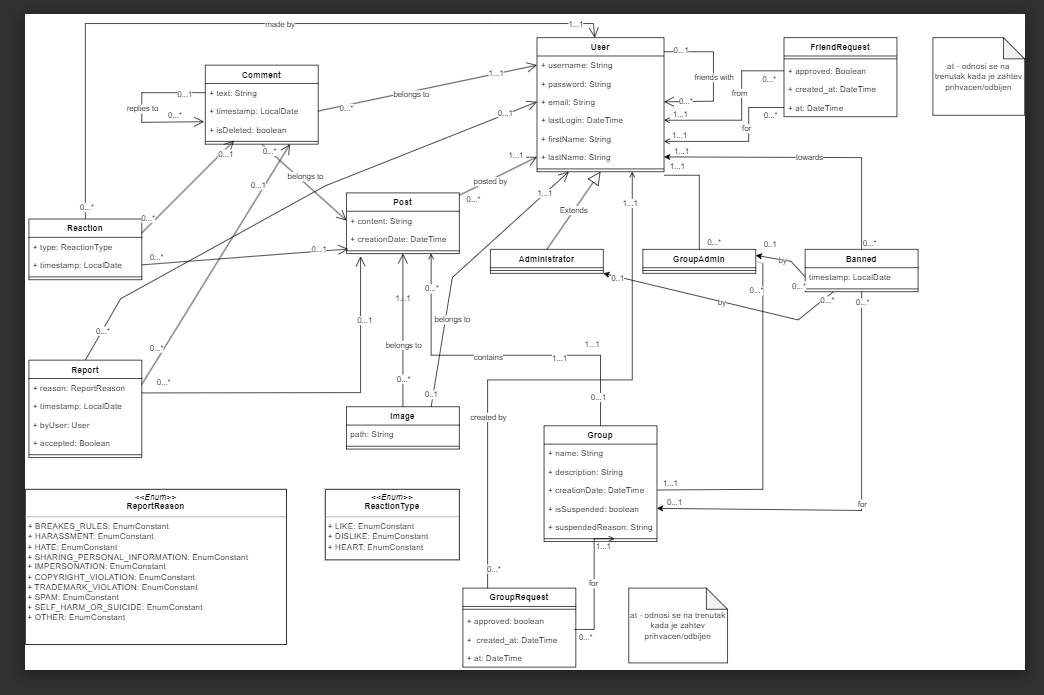 made by
1...1
User
+ username: String
+ password: String
+ email: String
+ lastLogin: DateTime
+ firstName: String
+ lastName: String
0...1
friends with
0...*
FriendRequest
+ approved: Boolean
+ created_at: DateTime
+ at: DateTime
0...*
from
1...1
0...*
for
1...1
at - odnosi se na
trenutak kada je zahtev
prihvacen/odbijen
Comment
+ text: String
+ timestamp: LocalDate
+ isDeleted: boolean
0...1
replies to
0...*
1...1
belongs to
0...*
0...1
0...1
0...*
0...1
belongs to
1...1
posted by
0...*
1...1
towards
1...1
Post
+ content: String
+ creationDate: DateTime
0...*
0...*
Reaction
+ type: ReactionType
+ timestamp: LocalDate
0...*
0...1
1...1
Extends
1...1
Administrator
GroupAdmin
0...*
Banned
timestamp: LocalDate
0...*
0..1
by
0...*
0...1
by
0...*
0...*
0...*
0...*
1...1
0...1
belongs to
belongs to
0...*
0...1
contains
1...1
1...1
0...1
created by
0...*
0...*
0...*
Report
+ reason: ReportReason
+ timestamp: LocalDate
+ byUser: User
+ accepted: Boolean
Image
path: String
Group
+ name: String
+ description: String
+ creationDate: DateTime
+ isSuspended: boolean
+ suspendedReason: String
1...1
0...1
for
1...1
<<Enum>>
ReportReason
+ BREAKES_RULES: EnumConstant
+ HARASSMENT: EnumConstant
+ HATE: EnumConstant
+ SHARING_PERSONAL_INFORMATION: EnumConstant
+ IMPERSONATION: EnumConstant
+ COPYRIGHT_VIOLATION: EnumConstant
+ TRADEMARK_VIOLATION: EnumConstant
+ SPAM: EnumConstant
+ SELF_HARM_OR_SUICIDE: EnumConstant
+ OTHER: EnumConstant
<<Enum>>
ReactionType
+ LIKE: EnumConstant
+ DISLIKE: EnumConstant
+ HEART: EnumConstant
0...*
for
GroupRequest
+ approved: boolean
+ created_at: DateTime
+ at: DateTime
0...*
at - odnosi se na trenutak
kada je zahtev
prihvacen/odbijen